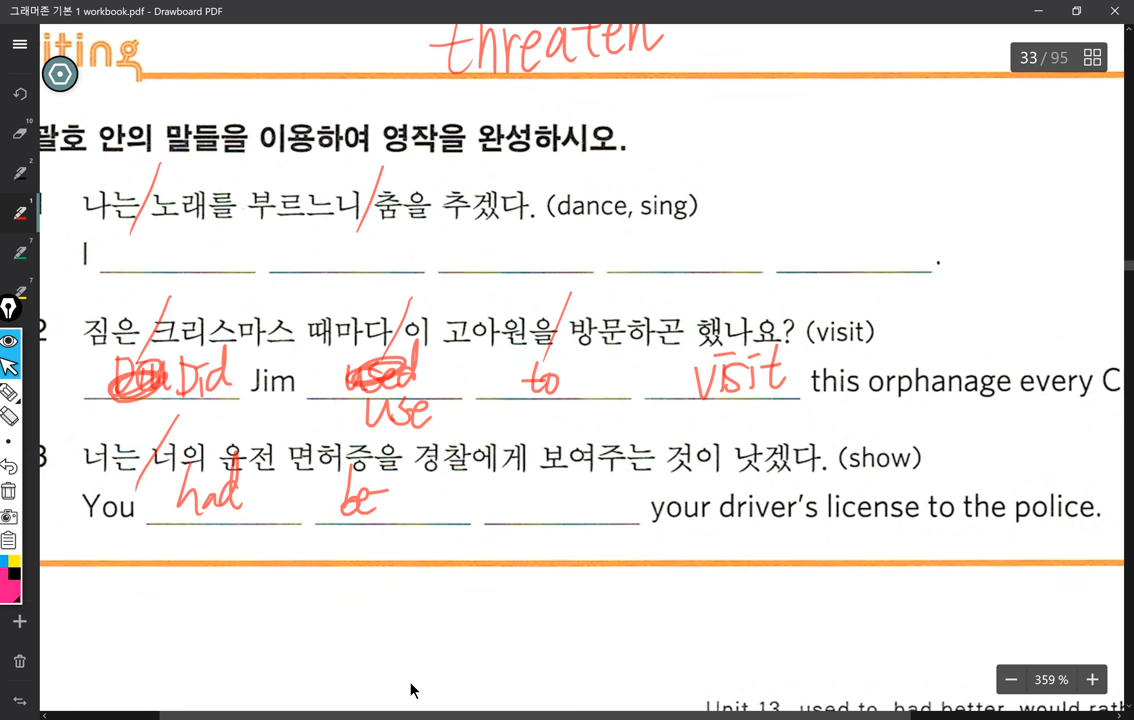 그래머존 기본 1 workbook.pdf - Drawboard PDF
threaten
iting
33 / 95
괄호 안의 말들을 이용하여 영작을 완성하시오.
나는 노래를 부르느니 춤을 추겠다. (dance, sing)
I .
2 짐은 크리스마스 때마다 이 고아원을 방문하곤 했나요? (visit)
Did Jim used to visit this orphanage every C
use
3 너는 너의 운전 면허증을 경찰에게 보여주는 것이 낫겠다. (show)
You had be your driver's license to the police.
359 %
Unit 13 used to, had better, would rat